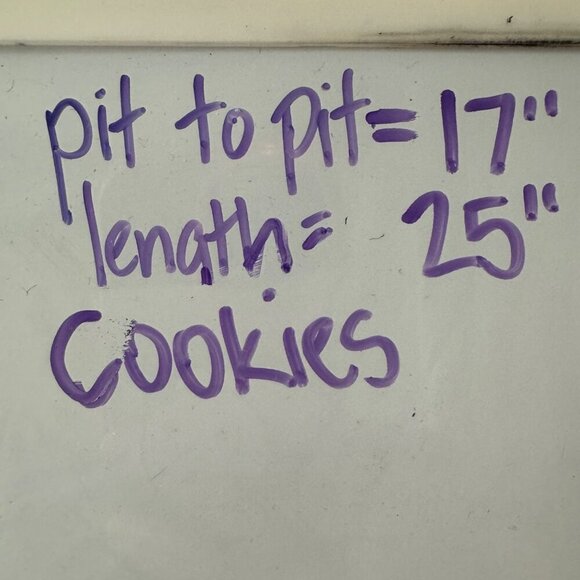 pit to pit = 17"
length = 25"
Cookies